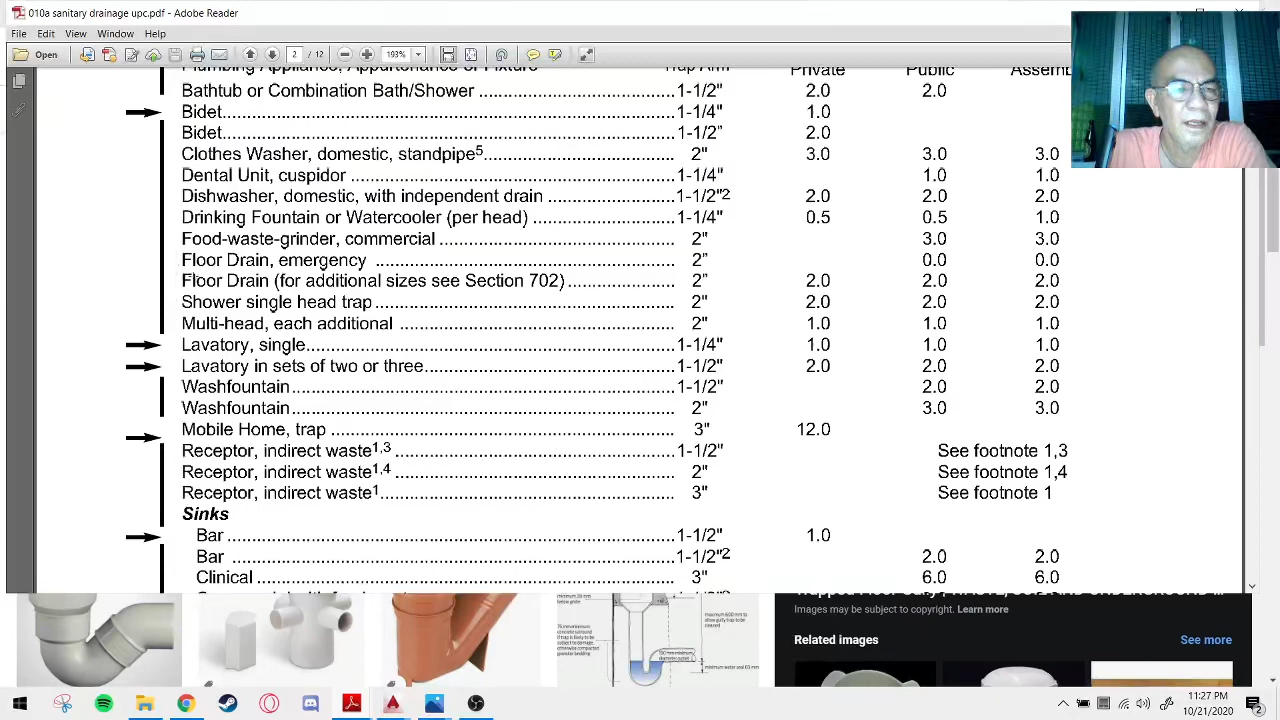 010a sanitary drainage upc.pdf - Adobe Reader
File Edit View Window Help
Open 2 / 12 193%
Plumbing Appliance, Appurtenance or Fixture Trap Arm Private Public Assemb
Bathtub or Combination Bath/Shower 1-1/2" 2.0 2.0
Bidet 1-1/4" 1.0
Bidet 1-1/2" 2.0
Clothes Washer, domestic, standpipe5 2" 3.0 3.0 3.0
Dental Unit, cuspidor 1-1/4" 1.0 1.0
Dishwasher, domestic, with independent drain 1-1/2"2 2.0 2.0 2.0
Drinking Fountain or Watercooler (per head) 1-1/4" 0.5 0.5 1.0
Food-waste-grinder, commercial 2" 3.0 3.0
Floor Drain, emergency 2" 0.0 0.0
Floor Drain (for additional sizes see Section 702) 2" 2.0 2.0 2.0
Shower single head trap 2" 2.0 2.0 2.0
Multi-head, each additional 2" 1.0 1.0 1.0
Lavatory, single 1-1/4" 1.0 1.0 1.0
Lavatory in sets of two or three 1-1/2" 2.0 2.0 2.0
Washfountain 1-1/2" 2.0 2.0
Washfountain 2" 3.0 3.0
Mobile Home, trap 3" 12.0
Receptor, indirect waste1,3 1-1/2" See footnote 1,3
Receptor, indirect waste1,4 2" See footnote 1,4
Receptor, indirect waste1 3" See footnote 1
Sinks
Bar 1-1/2" 1.0
Bar 1-1/2"2 2.0 2.0
Clinical 3" 6.0 6.0
Images may be subject to copyright. Learn more
Related images See more
11:27 PM
10/21/2020
2